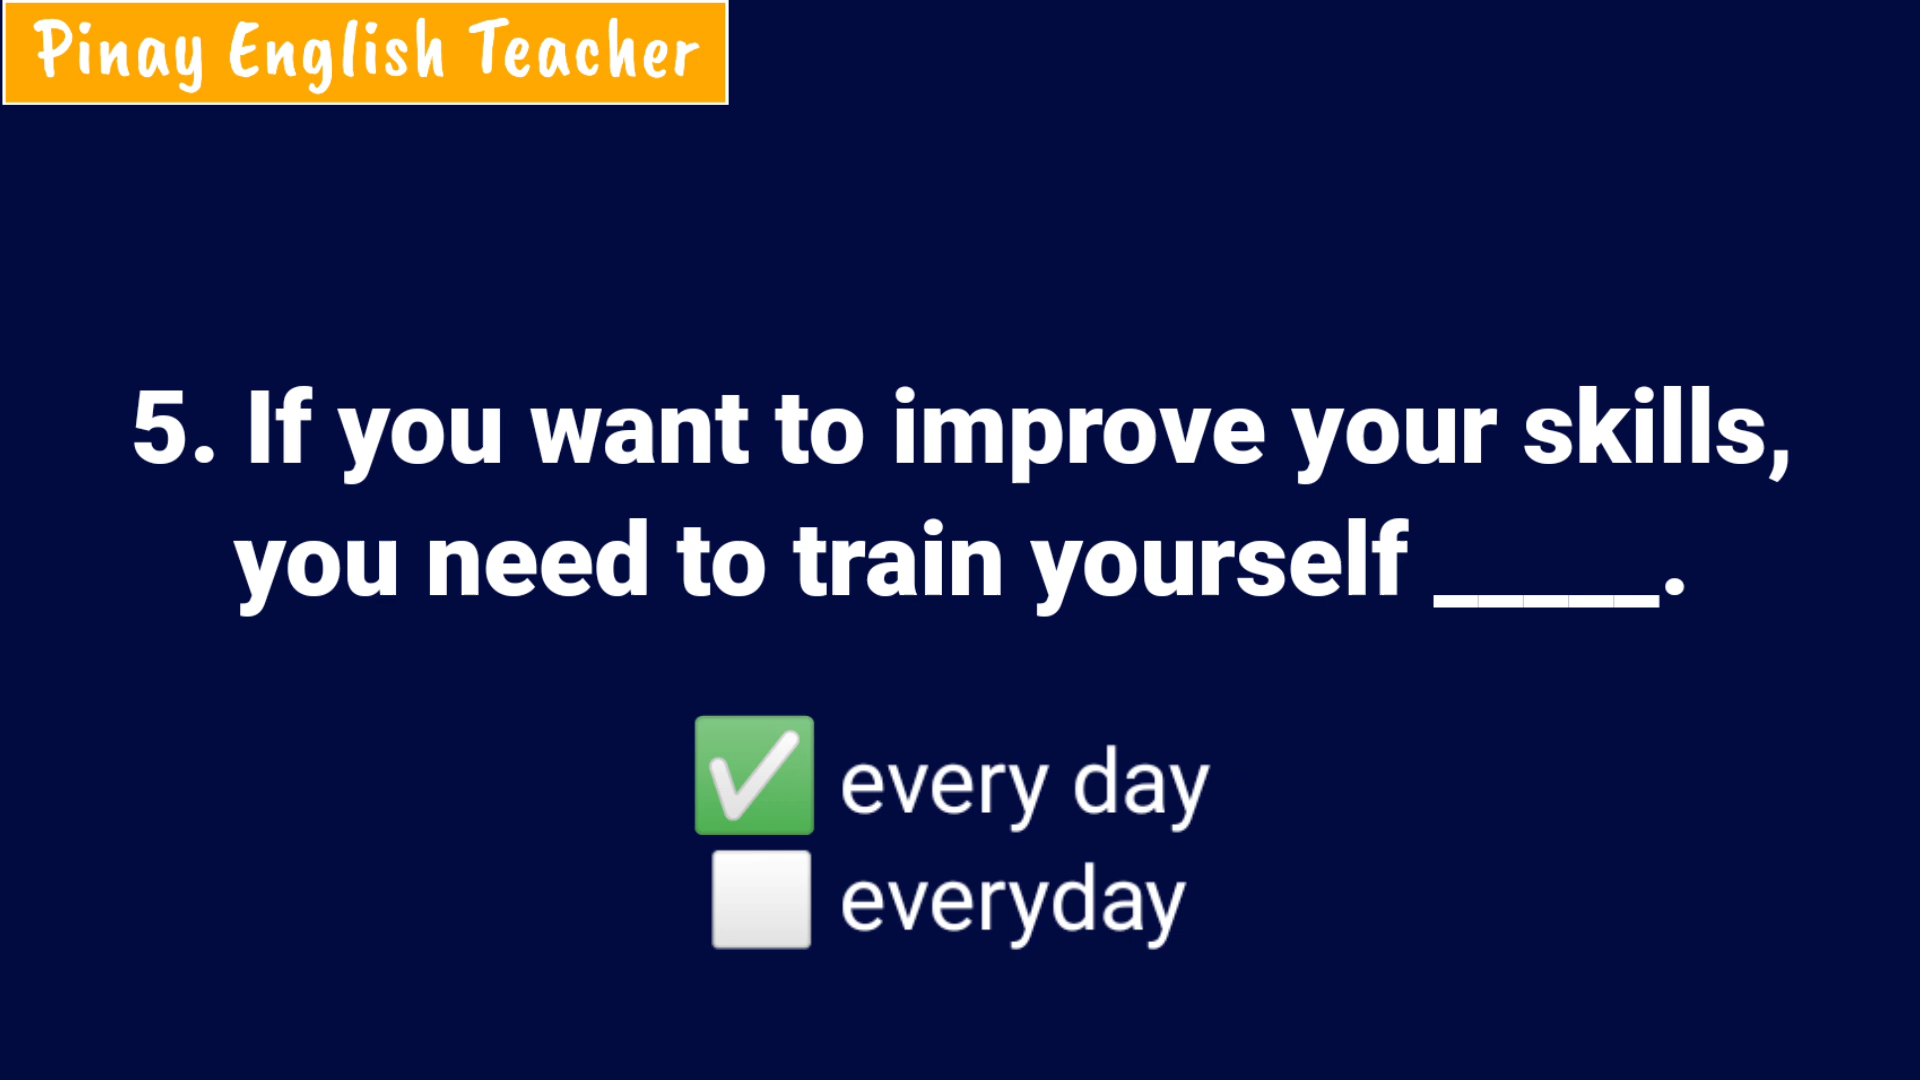 Pinay English Teacher
5. If you want to improve your skills,
you need to train yourself _____.
✅ every day
⬜ everyday